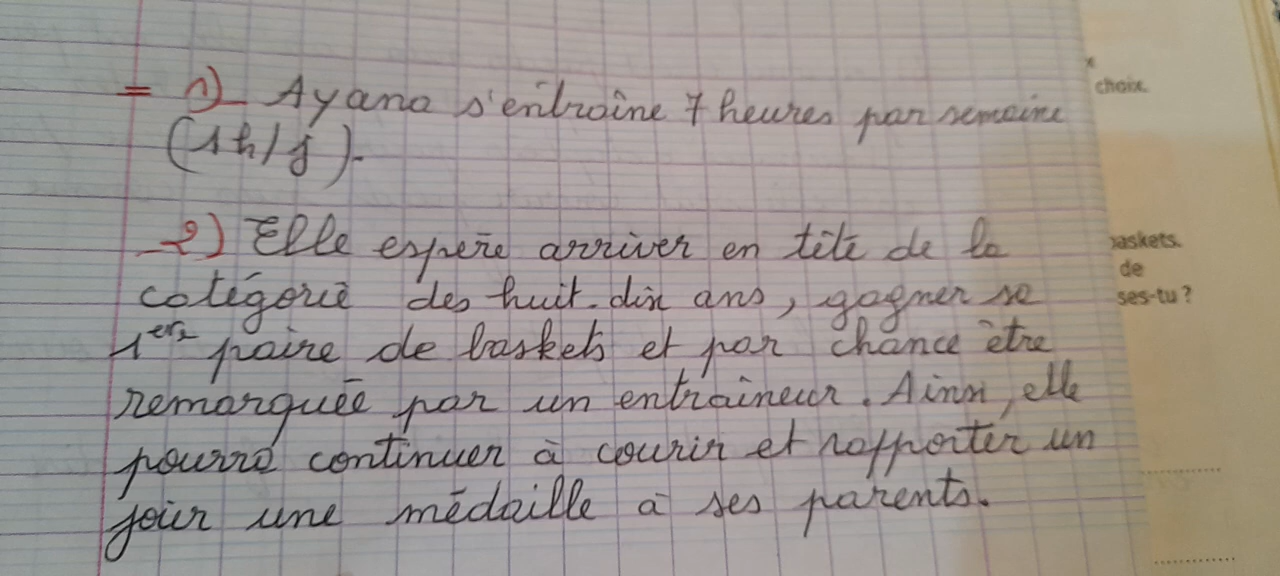 = 1) Ayana s'entraîne 7 heures par semaine
(1h/j).
2) Elle espère arriver en tête de la
catégorie des huit-dix ans, gagner sa
1ère paire de baskets et par chance être
remarquée par un entraineur. Ainsi, elle
pourra continuer à courir et rapporter un
jour une médaille à ses parents.
choix.
baskets.
de
ses-tu ?